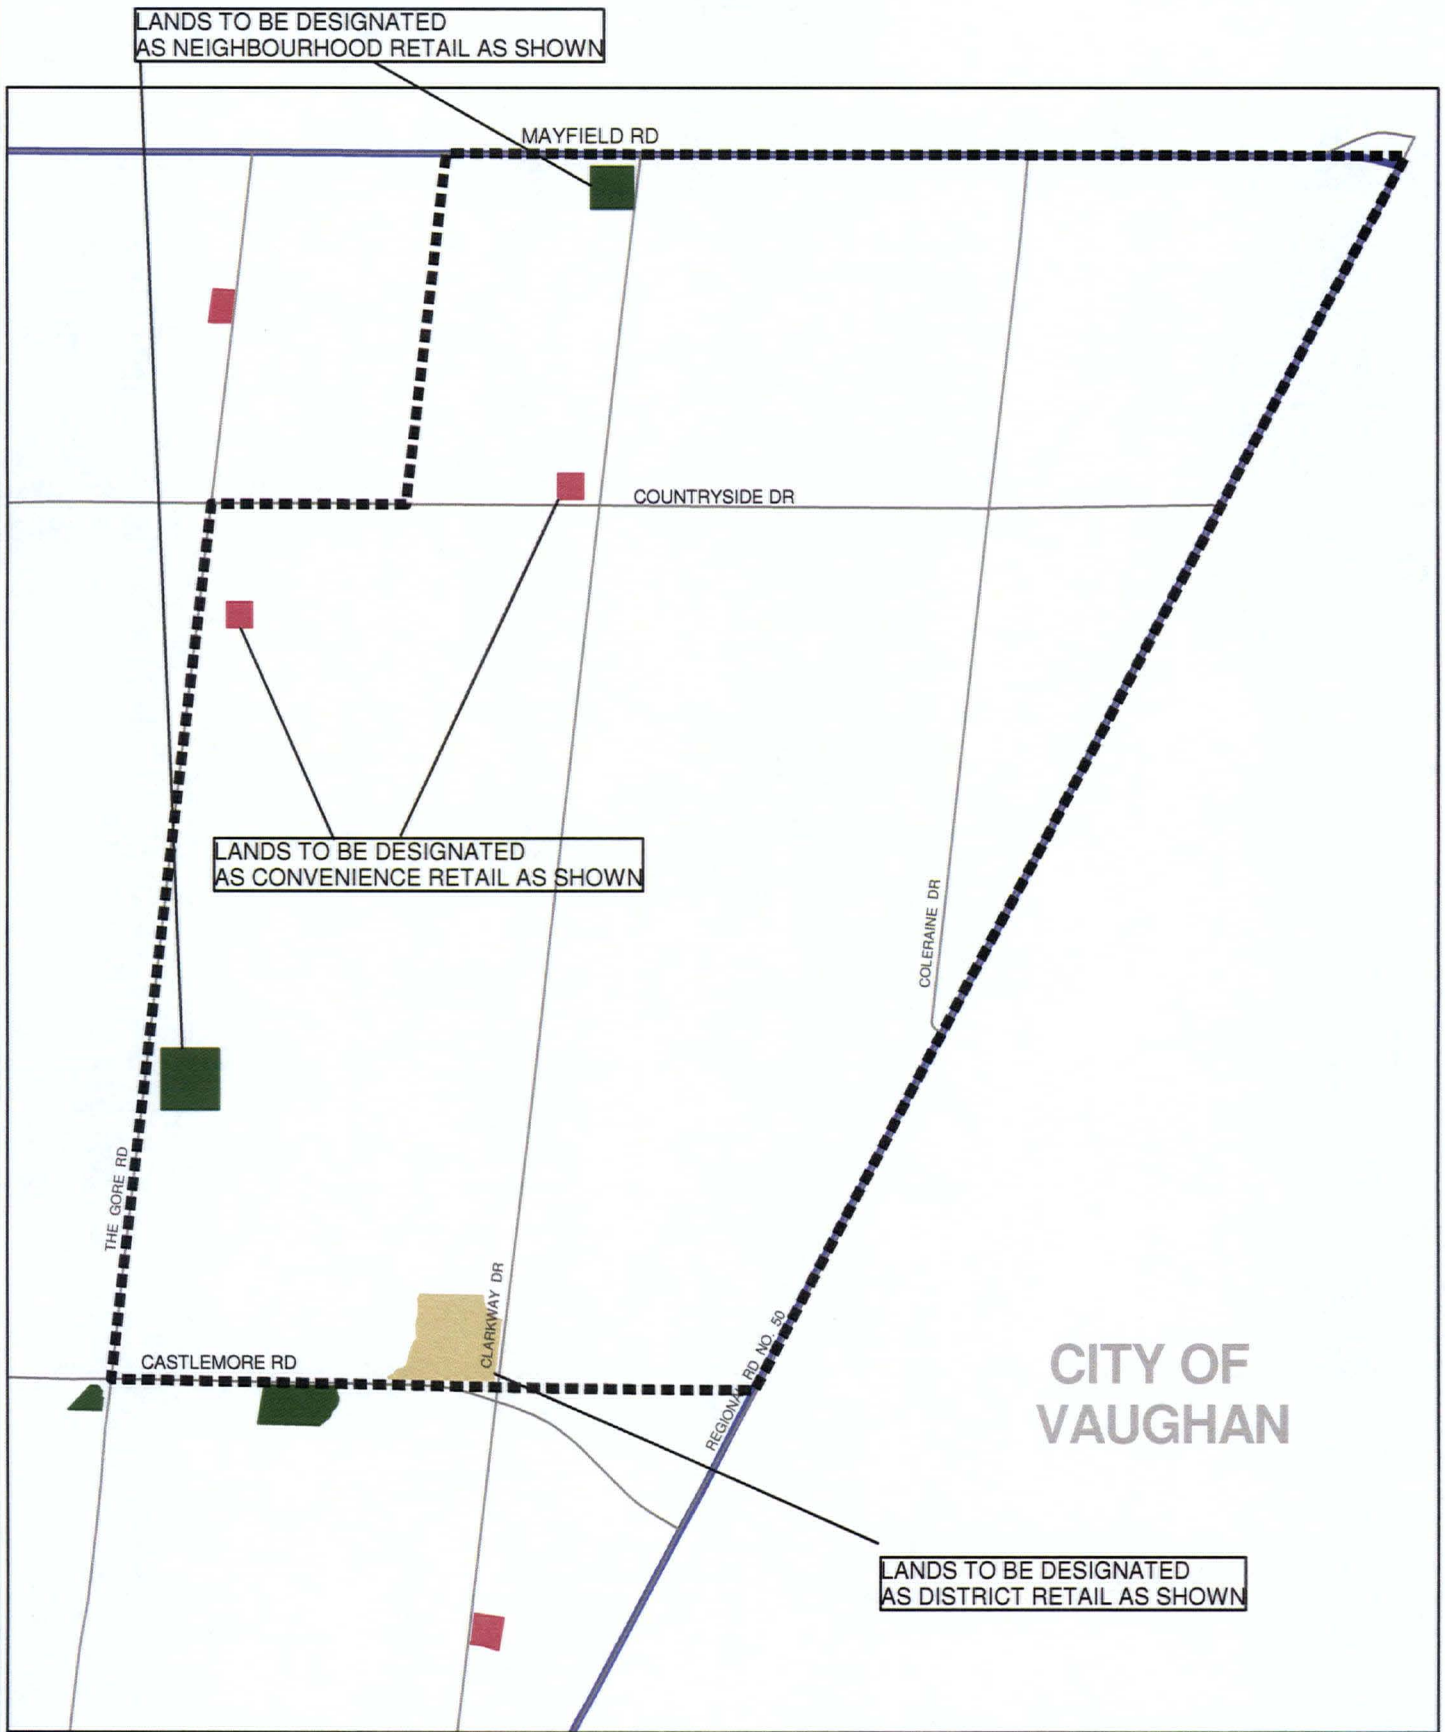 LANDS TO BE DESIGNATED
AS NEIGHBOURHOOD RETAIL AS SHOWN
MAYFIELD RD
COUNTRYSIDE DR
LANDS TO BE DESIGNATED
AS CONVENIENCE RETAIL AS SHOWN
COLERAINE DR
THE GORE RD
CLARKWAY DR
CASTLEMORE RD
REGIONAL RD NO. 50
CITY OF
VAUGHAN
LANDS TO BE DESIGNATED
AS DISTRICT RETAIL AS SHOWN